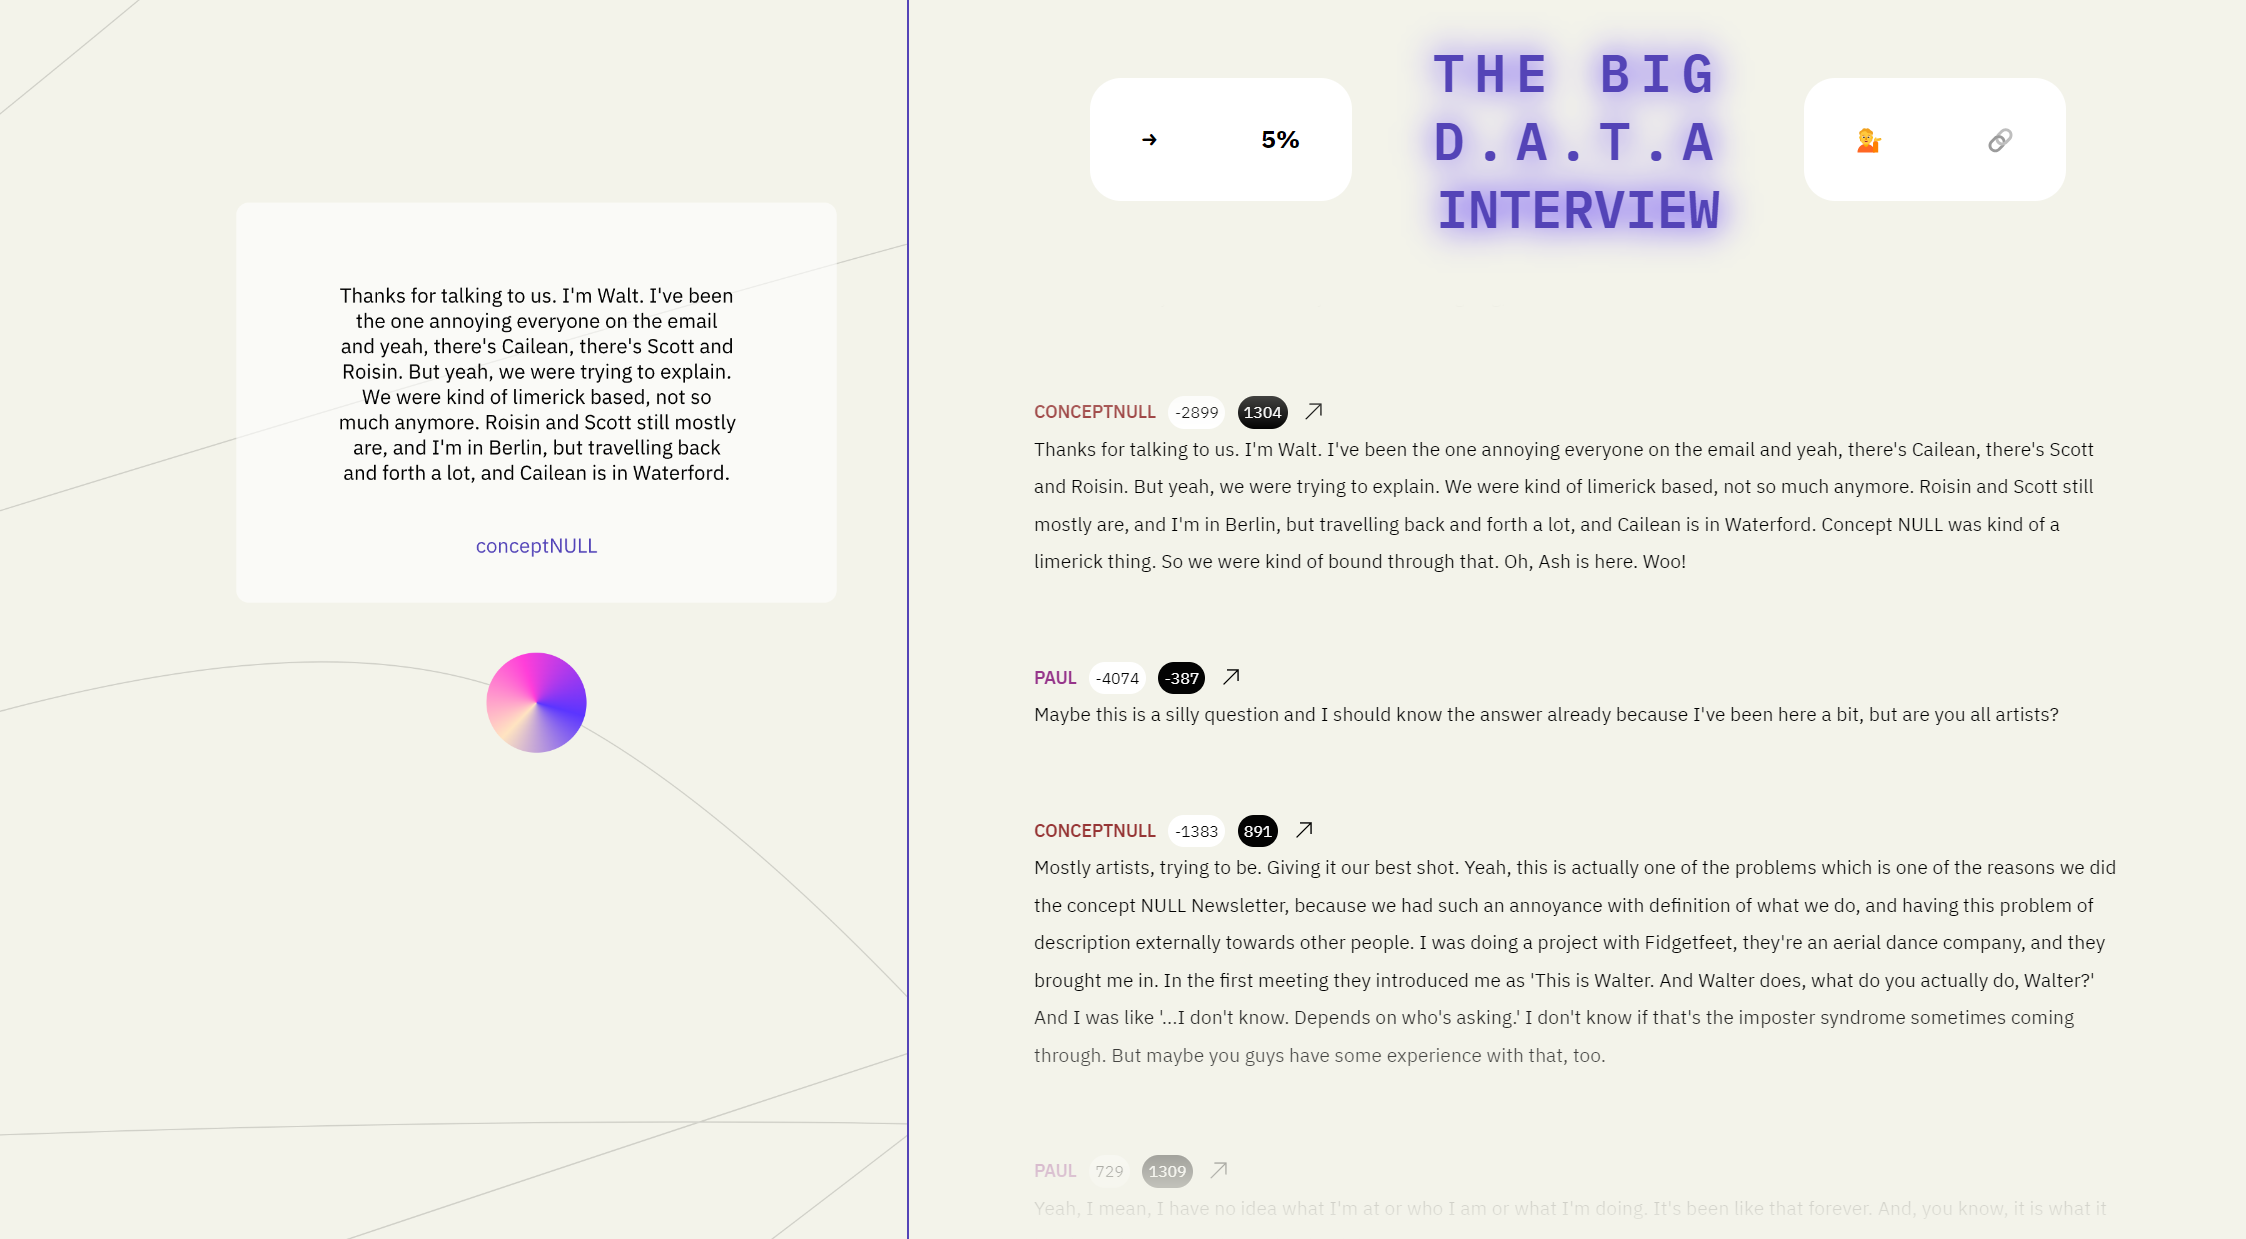 Thanks for talking to us. I'm Walt. I've been
the one annoying everyone on the email
and yeah, there's Cailean, there's Scott and
Roisin. But yeah, we were trying to explain.
We were kind of limerick based, not so
much anymore. Roisin and Scott still mostly
are, and I'm in Berlin, but travelling back
and forth a lot, and Cailean is in Waterford.
conceptNULL
→ 5%
THE BIG
D.A.T.A
INTERVIEW
CONCEPTNULL -2899 1304
Thanks for talking to us. I'm Walt. I've been the one annoying everyone on the email and yeah, there's Cailean, there's Scott
and Roisin. But yeah, we were trying to explain. We were kind of limerick based, not so much anymore. Roisin and Scott still
mostly are, and I'm in Berlin, but travelling back and forth a lot, and Cailean is in Waterford. Concept NULL was kind of a
limerick thing. So we were kind of bound through that. Oh, Ash is here. Woo!
PAUL -4074 -387
Maybe this is a silly question and I should know the answer already because I've been here a bit, but are you all artists?
CONCEPTNULL -1383 891
Mostly artists, trying to be. Giving it our best shot. Yeah, this is actually one of the problems which is one of the reasons we did
the concept NULL Newsletter, because we had such an annoyance with definition of what we do, and having this problem of
description externally towards other people. I was doing a project with Fidgetfeet, they're an aerial dance company, and they
brought me in. In the first meeting they introduced me as 'This is Walter. And Walter does, what do you actually do, Walter?'
And I was like '...I don't know. Depends on who's asking.' I don't know if that's the imposter syndrome sometimes coming
through. But maybe you guys have some experience with that, too.
PAUL 729 1309
Yeah, I mean, I have no idea what I'm at or who I am or what I'm doing. It's been like that forever. And, you know, it is what it